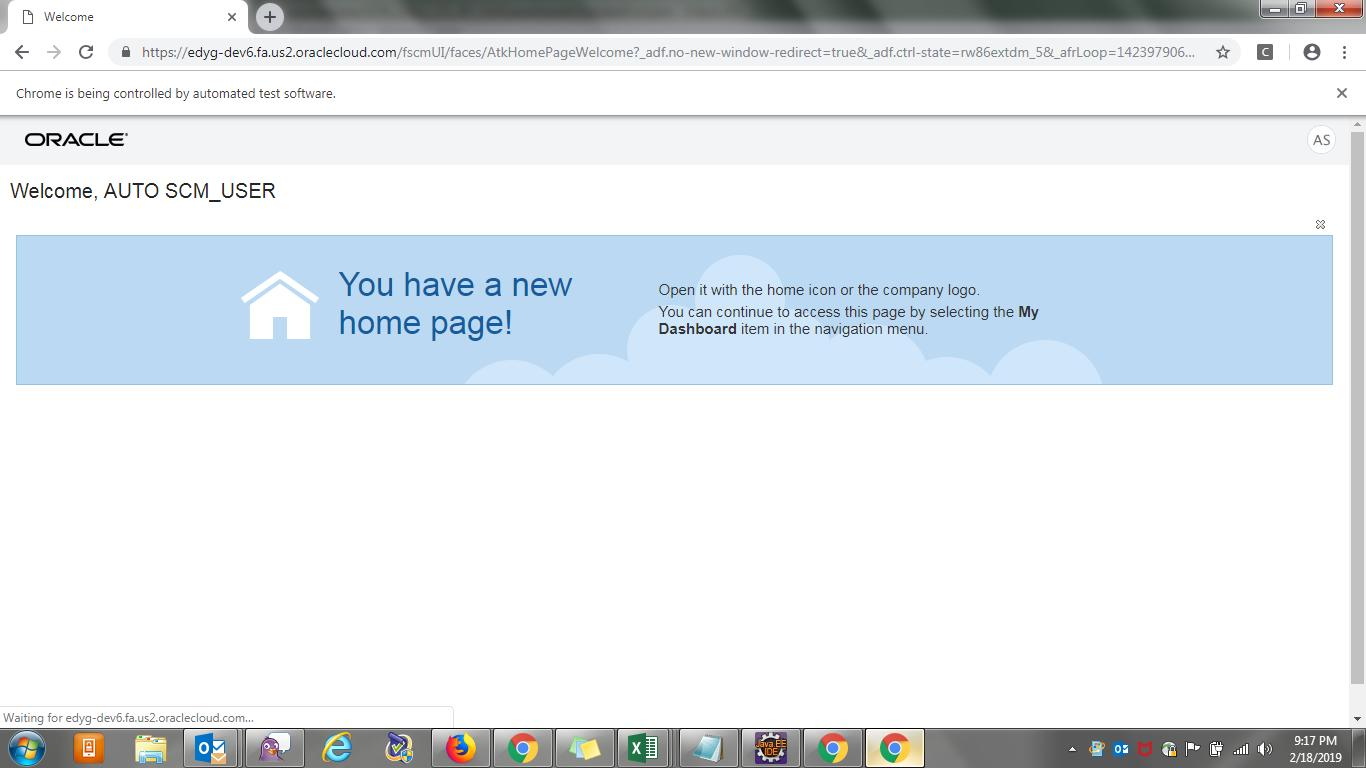 Welcome
https://edyg-dev6.fa.us2.oraclecloud.com/fscmUI/faces/AtkHomePageWelcome?_adf.no-new-window-redirect=true&_adf.ctrl-state=rw86extdm_5&_afrLoop=142397906...
C
Chrome is being controlled by automated test software.
ORACLE
AS
Welcome, AUTO SCM_USER
You have a new
home page!
Open it with the home icon or the company logo.
You can continue to access this page by selecting the My
Dashboard item in the navigation menu.
Waiting for edyg-dev6.fa.us2.oraclecloud.com...
Java EE
IDE
9:17 PM
2/18/2019